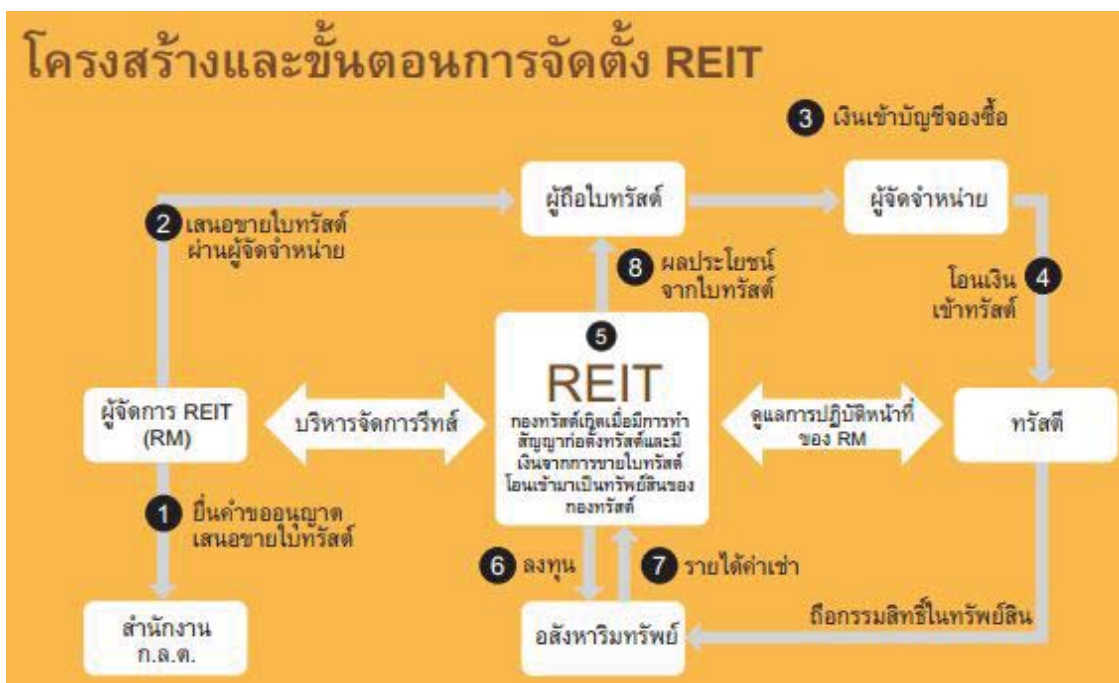 โครงสร้างและขั้นตอนการจัดตั้ง REIT
3 เงินเข้าบัญชีจองซื้อ
ผู้ถือใบทรัสต์
ผู้จัดจำหน่าย
2 เสนอขายใบทรัสต์
ผ่านผู้จัดจำหน่าย
8 ผลประโยชน์
จากใบทรัสต์
โอนเงิน 4
เข้าทรัสต์
5
REIT
กองทรัสต์เกิดเมื่อมีการทำ
สัญญาก่อตั้งทรัสต์และมี
เงินจากการขายใบทรัสต์
โอนเข้ามาเป็นทรัพย์สินของ
กองทรัสต์
ผู้จัดการ REIT
(RM)
บริหารจัดการรีทส์
ดูแลการปฏิบัติหน้าที่
ของ RM
ทรัสตี
1 ยื่นคำขออนุญาต
เสนอขายใบทรัสต์
6 ลงทุน
7 รายได้ค่าเช่า
สำนักงาน
ก.ล.ต.
อสังหาริมทรัพย์
ถือกรรมสิทธิ์ในทรัพย์สิน